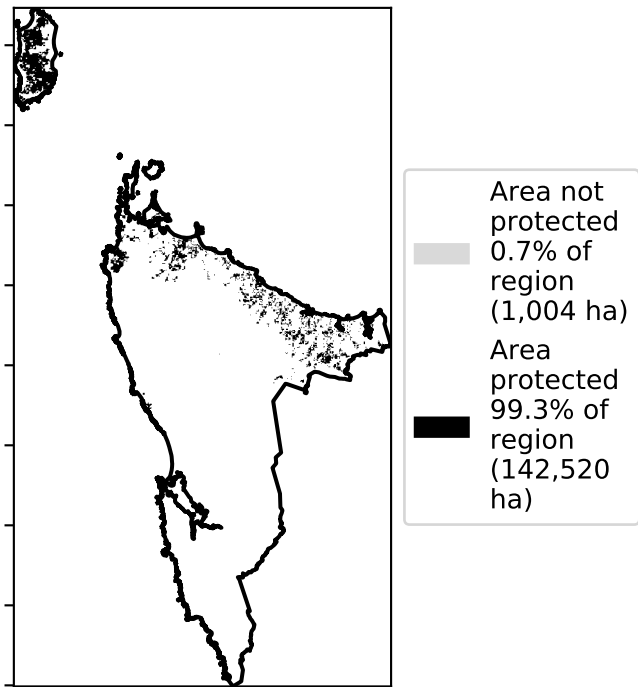 Area not
protected
0.7% of
region
(1,004 ha)
Area
protected
99.3% of
region
(142,520
ha)